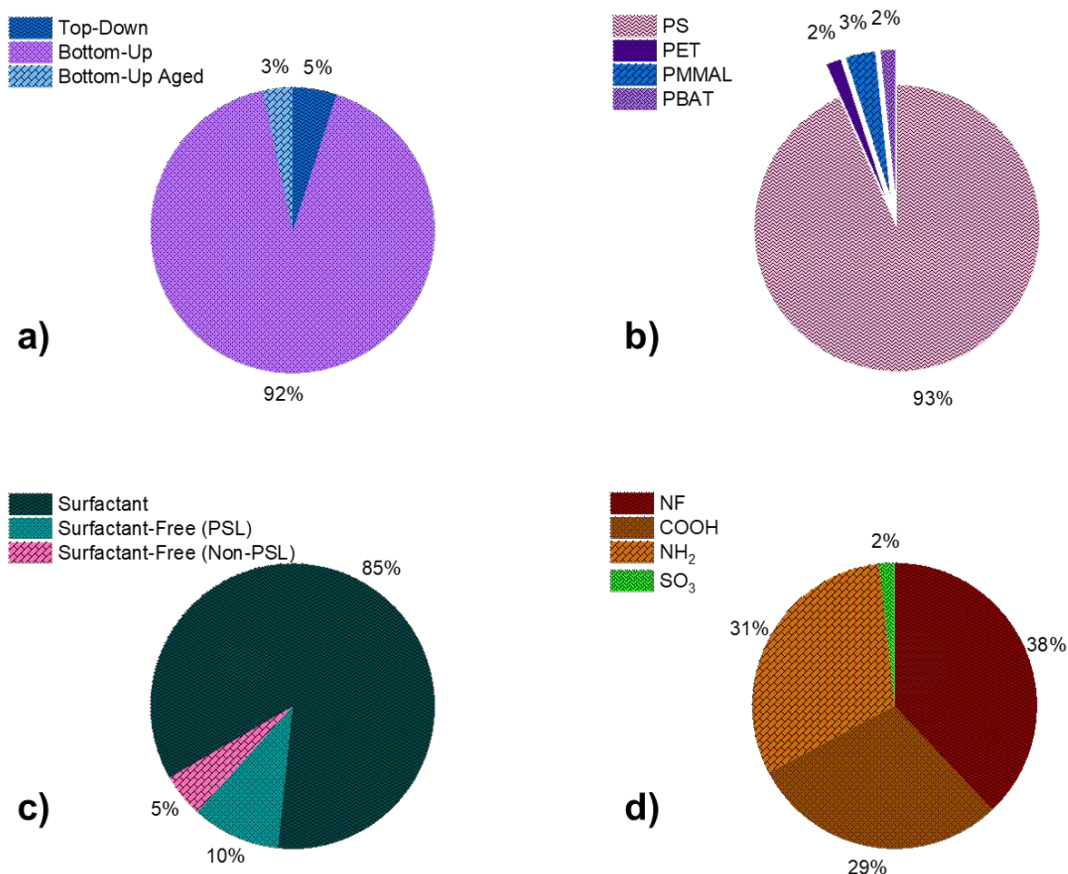 Top-Down
Bottom-Up
Bottom-Up Aged
3%
5%
92%
a)
PS
PET
PMMAL
PBAT
2%
3%
2%
93%
b)
Surfactant
Surfactant-Free (PSL)
Surfactant-Free (Non-PSL)
85%
5%
10%
c)
NF
COOH
NH₂
SO₃
2%
31%
38%
29%
d)